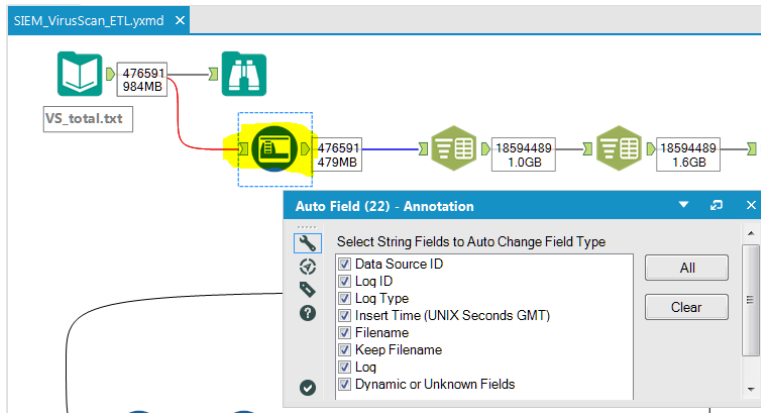 SIEM_VirusScan_ETL.yxmd ×
476591
984MB
VS_total.txt
476591
479MB
18594489
1.0GB
18594489
1.6GB
Auto Field (22) - Annotation
Select String Fields to Auto Change Field Type
Data Source ID
Log ID
Log Type
Insert Time (UNIX Seconds GMT)
Filename
Keep Filename
Log
Dynamic or Unknown Fields
All
Clear